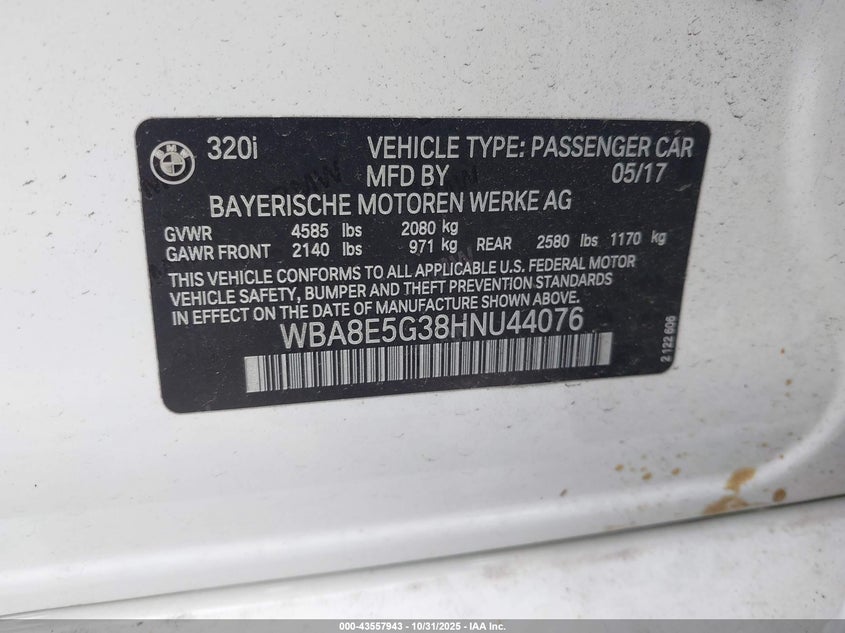 BMW 320i VEHICLE TYPE: PASSENGER CAR
MFD BY 05/17
BAYERISCHE MOTOREN WERKE AG
GVWR 4585 lbs 2080 kg
GAWR FRONT 2140 lbs 971 kg REAR 2580 lbs 1170 kg
THIS VEHICLE CONFORMS TO ALL APPLICABLE U.S. FEDERAL MOTOR
VEHICLE SAFETY, BUMPER AND THEFT PREVENTION STANDARDS
IN EFFECT ON THE DATE OF MANUFACTURE SHOWN ABOVE.
WBA8E5G38HNU44076
2 122 606
000-43557943 | 10/31/2025 - IAA Inc.